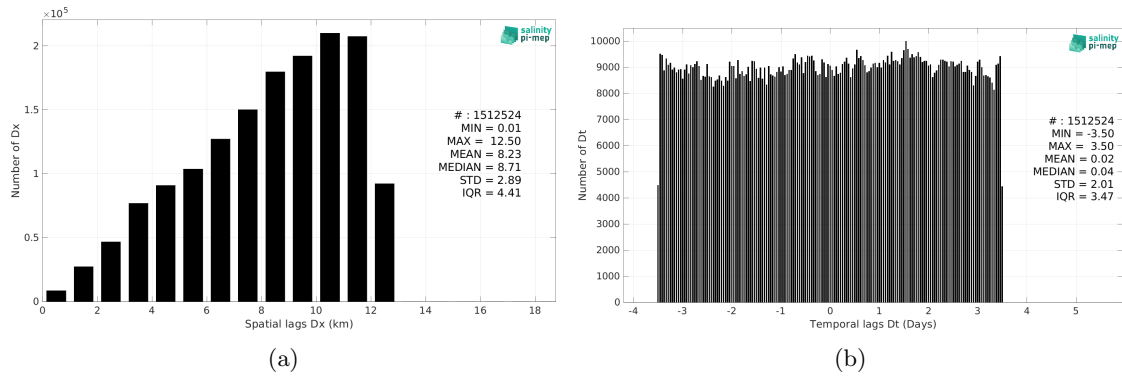 ×10^5
2
1.5
1
0.5
0
Number of Dx
0 2 4 6 8 10 12 14 16 18
Spatial lags Dx (km)
salinity
pi-mep
# : 1512524
MIN = 0.01
MAX = 12.50
MEAN = 8.23
MEDIAN = 8.71
STD = 2.89
IQR = 4.41
(a)
10000
9000
8000
7000
6000
5000
4000
3000
2000
1000
0
Number of Dt
-4 -3 -2 -1 0 1 2 3 4 5
Temporal lags Dt (Days)
salinity
pi-mep
# : 1512524
MIN = -3.50
MAX = 3.50
MEAN = 0.02
MEDIAN = 0.04
STD = 2.01
IQR = 3.47
(b)